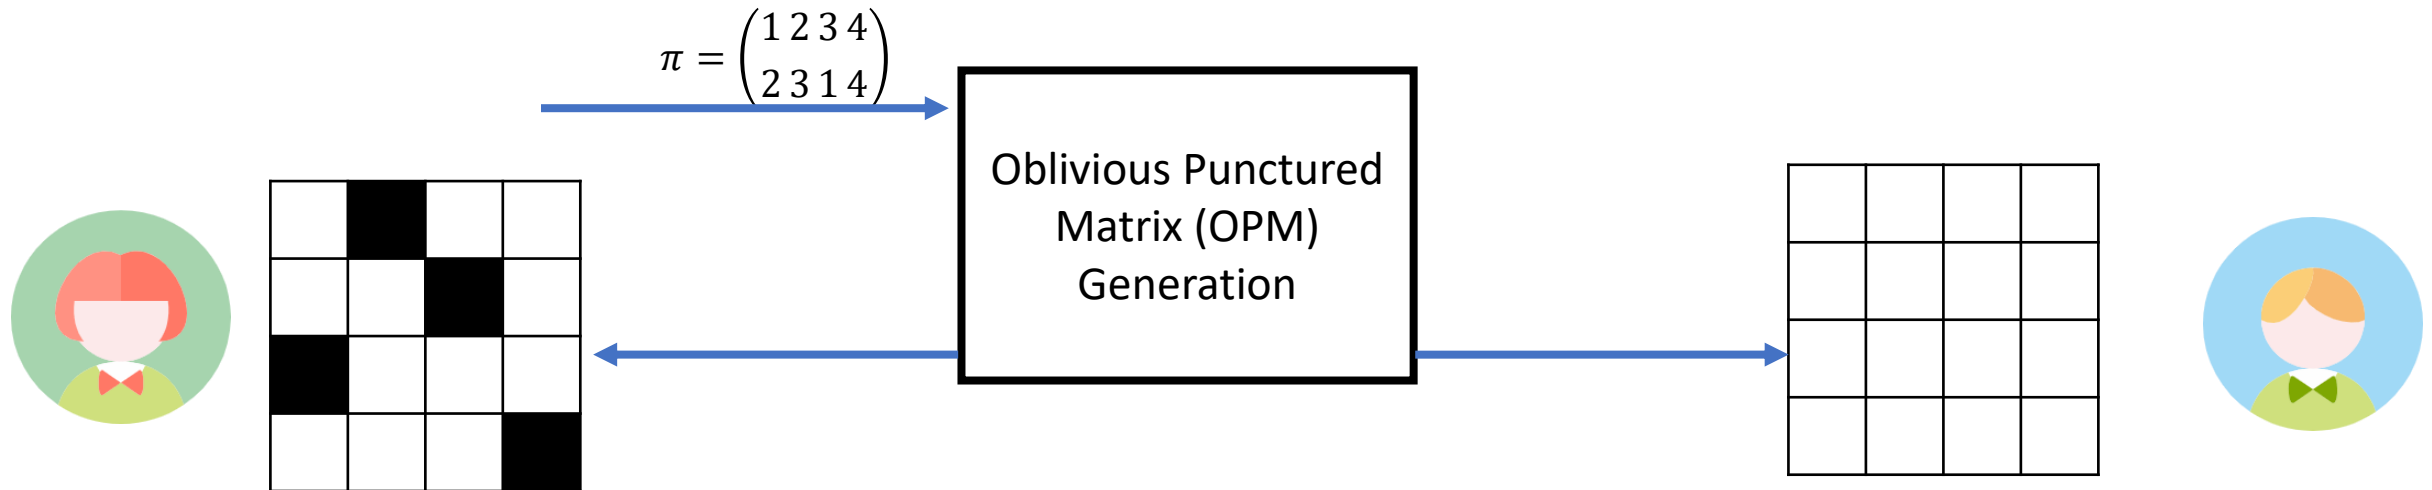 π = (1 2 3 4
2 3 1 4)
Oblivious Punctured
Matrix (OPM)
Generation